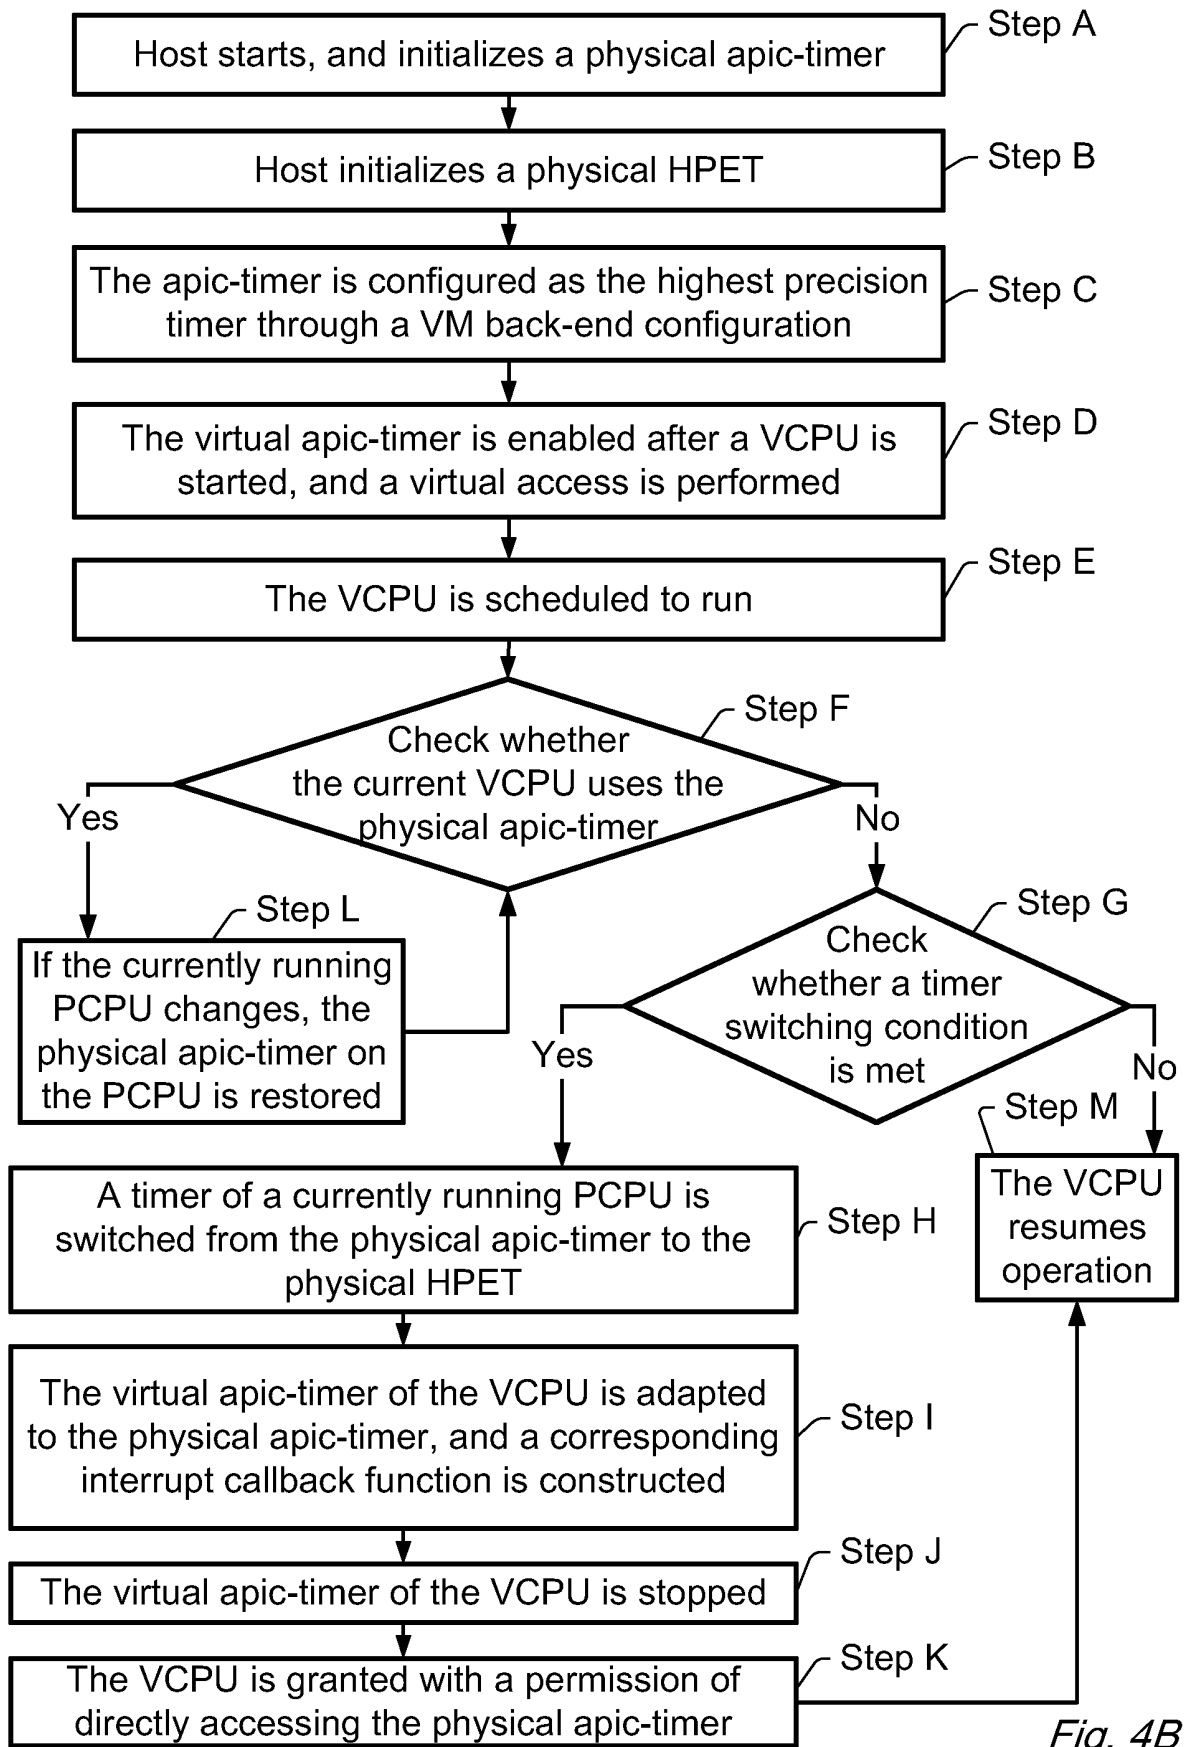 Step A
Host starts, and initializes a physical apic-timer
Step B
Host initializes a physical HPET
Step C
The apic-timer is configured as the highest precision
timer through a VM back-end configuration
Step D
The virtual apic-timer is enabled after a VCPU is
started, and a virtual access is performed
Step E
The VCPU is scheduled to run
Step F
Check whether
the current VCPU uses the
physical apic-timer
Yes
No
Step L
If the currently running
PCPU changes, the
physical apic-timer on
the PCPU is restored
Step G
Check
whether a timer
switching condition
is met
Yes
No
Step M
The VCPU
resumes
operation
A timer of a currently running PCPU is
switched from the physical apic-timer to the
physical HPET
Step H
The virtual apic-timer of the VCPU is adapted
to the physical apic-timer, and a corresponding
interrupt callback function is constructed
Step I
Step J
The virtual apic-timer of the VCPU is stopped
Step K
The VCPU is granted with a permission of
directly accessing the physical apic-timer
Fig. 4B